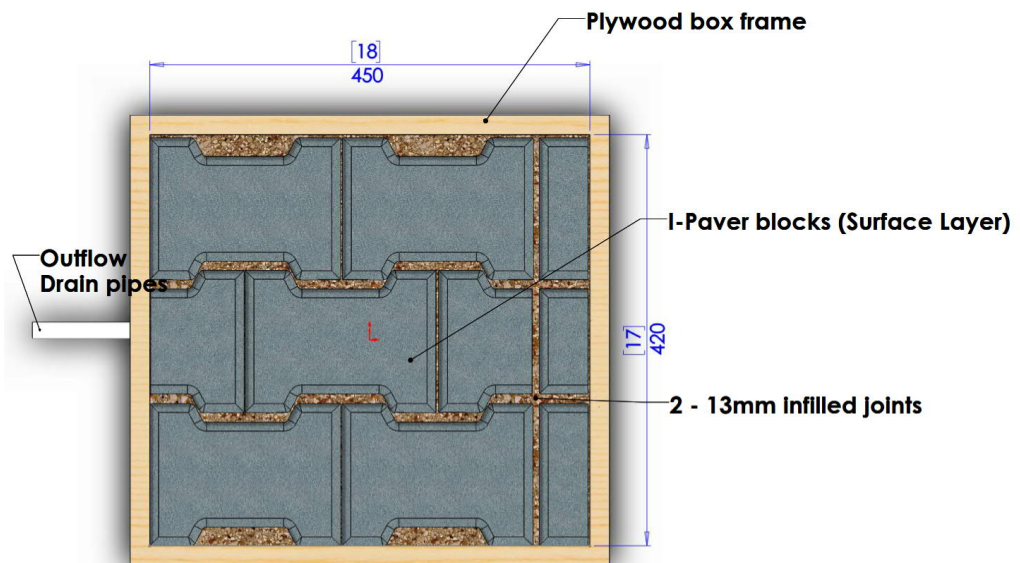 Plywood box frame
[18]
450
I-Paver blocks (Surface Layer)
Outflow
Drain pipes
[17]
420
2 - 13mm infilled joints